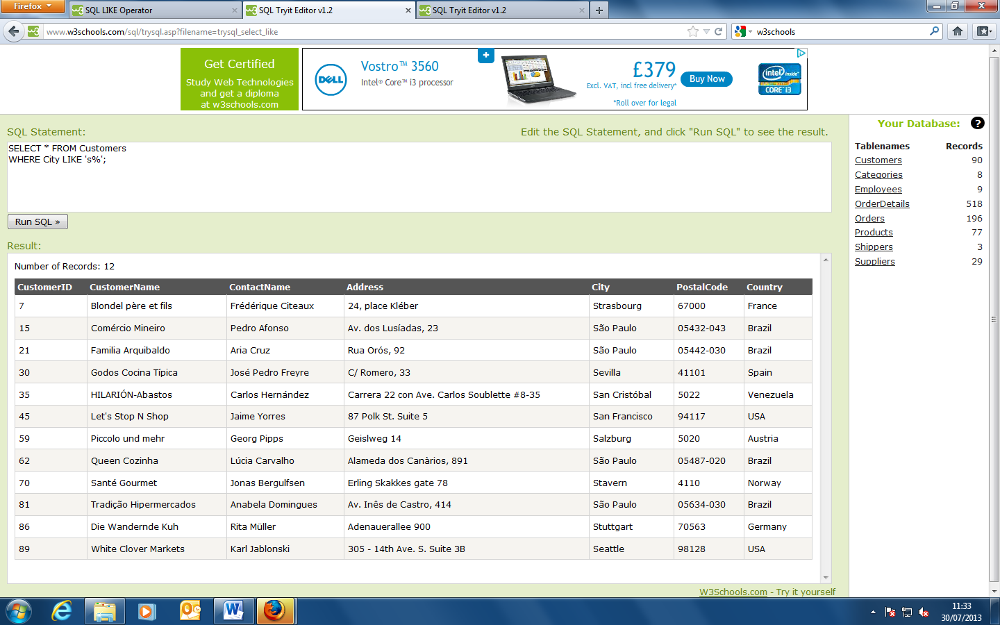 Firefox
SQL LIKE Operator
SQL Tryit Editor v1.2
SQL Tryit Editor v1.2
www.w3schools.com/sql/trysql.asp?filename=trysql_select_like
w3schools
Get Certified
Study Web Technologies
and get a diploma
at w3schools.com
DELL
Vostro™ 3560
Intel® Core™ i3 processor
£379
Excl. VAT, incl free delivery*
*Roll over for legal
Buy Now
intel inside™
CORE™ i3
SQL Statement:
Edit the SQL Statement, and click "Run SQL" to see the result.
SELECT * FROM Customers
WHERE City LIKE 's%';
Run SQL »
Your Database: ?
Tablenames Records
Customers 90
Categories 8
Employees 9
OrderDetails 518
Orders 196
Products 77
Shippers 3
Suppliers 29
Result:
Number of Records: 12
CustomerID CustomerName ContactName Address City PostalCode Country
7 Blondel père et fils Frédérique Citeaux 24, place Kléber Strasbourg 67000 France
15 Comércio Mineiro Pedro Afonso Av. dos Lusíadas, 23 São Paulo 05432-043 Brazil
21 Familia Arquibaldo Aria Cruz Rua Orós, 92 São Paulo 05442-030 Brazil
30 Godos Cocina Típica José Pedro Freyre C/ Romero, 33 Sevilla 41101 Spain
35 HILARIÓN-Abastos Carlos Hernández Carrera 22 con Ave. Carlos Soublette #8-35 San Cristóbal 5022 Venezuela
45 Let's Stop N Shop Jaime Yorres 87 Polk St. Suite 5 San Francisco 94117 USA
59 Piccolo und mehr Georg Pipps Geislweg 14 Salzburg 5020 Austria
62 Queen Cozinha Lúcia Carvalho Alameda dos Canàrios, 891 São Paulo 05487-020 Brazil
70 Santé Gourmet Jonas Bergulfsen Erling Skakkes gate 78 Stavern 4110 Norway
81 Tradição Hipermercados Anabela Domingues Av. Inês de Castro, 414 São Paulo 05634-030 Brazil
86 Die Wandernde Kuh Rita Müller Adenauerallee 900 Stuttgart 70563 Germany
89 White Clover Markets Karl Jablonski 305 - 14th Ave. S. Suite 3B Seattle 98128 USA
W3Schools.com - Try it yourself
11:33
30/07/2013